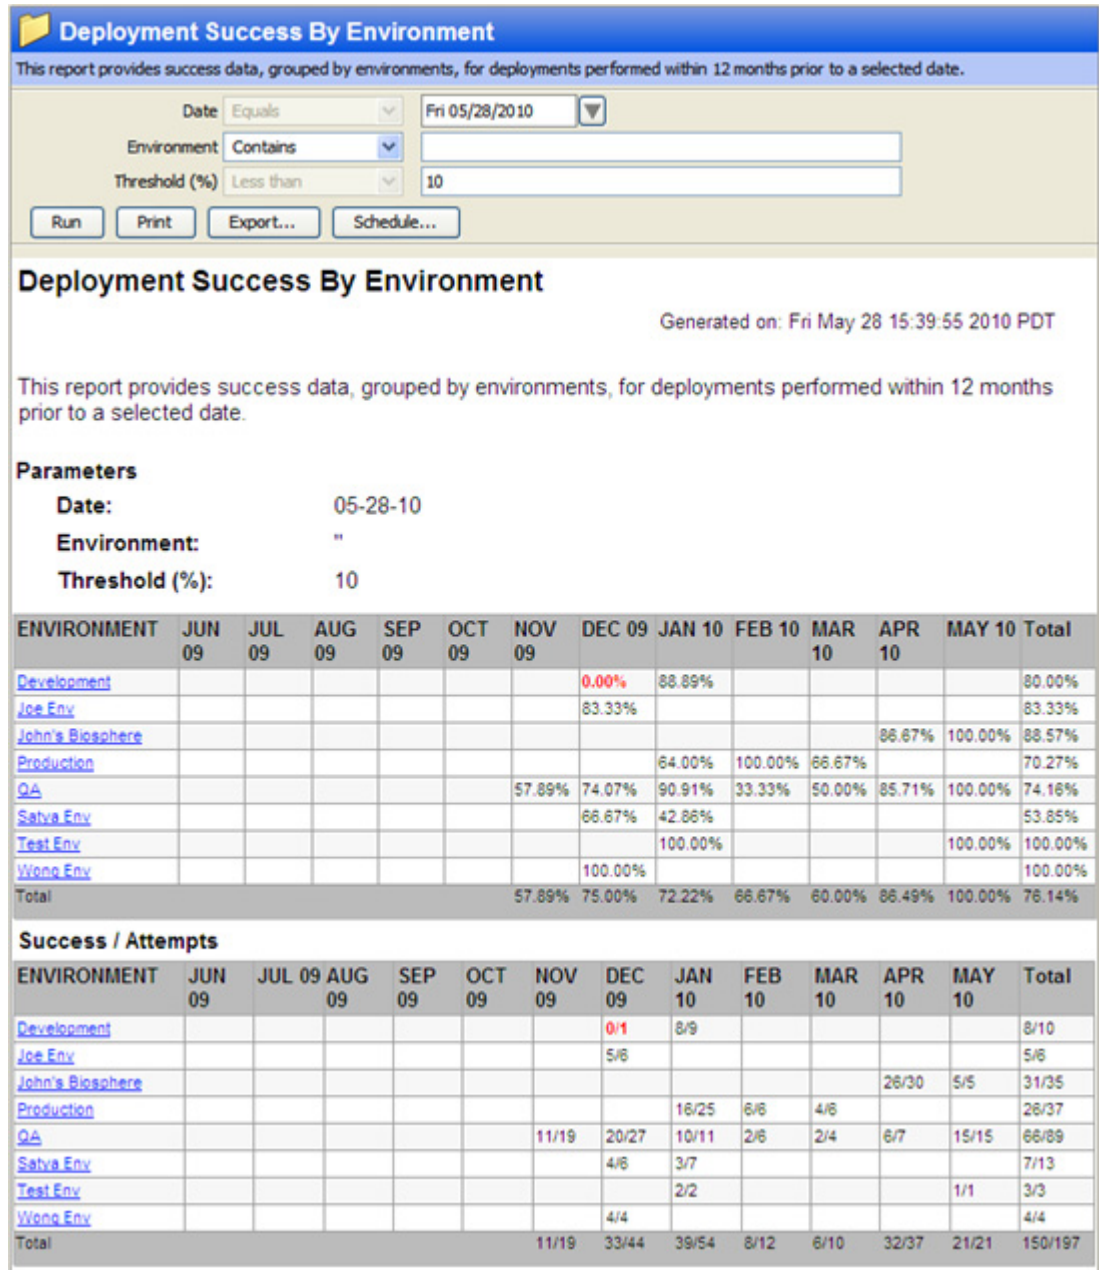 Deployment Success By Environment
This report provides success data, grouped by environments, for deployments performed within 12 months prior to a selected date.
Date Equals Fri 05/28/2010
Environment Contains
Threshold (%) Less than 10
Run Print Export... Schedule...
Deployment Success By Environment
Generated on: Fri May 28 15:39:55 2010 PDT
This report provides success data, grouped by environments, for deployments performed within 12 months
prior to a selected date.
Parameters
Date: 05-28-10
Environment: "
Threshold (%): 10
ENVIRONMENT JUN 09 JUL 09 AUG 09 SEP 09 OCT 09 NOV 09 DEC 09 JAN 10 FEB 10 MAR 10 APR 10 MAY 10 Total
Development 0.00% 88.89% 80.00%
Joe Env 83.33% 83.33%
John's Biosphere 86.67% 100.00% 88.57%
Production 64.00% 100.00% 66.67% 70.27%
QA 57.89% 74.07% 90.91% 33.33% 50.00% 85.71% 100.00% 74.16%
Satya Env 66.67% 42.86% 53.85%
Test Env 100.00% 100.00% 100.00%
Wong Env 100.00% 100.00%
Total 57.89% 75.00% 72.22% 66.67% 60.00% 86.49% 100.00% 76.14%
Success / Attempts
ENVIRONMENT JUN 09 JUL 09 AUG 09 SEP 09 OCT 09 NOV 09 DEC 09 JAN 10 FEB 10 MAR 10 APR 10 MAY 10 Total
Development 0/1 8/9 8/10
Joe Env 5/6 5/6
John's Biosphere 26/30 5/5 31/35
Production 16/25 6/6 4/6 26/37
QA 11/19 20/27 10/11 2/6 2/4 6/7 15/15 66/89
Satya Env 4/6 3/7 7/13
Test Env 2/2 1/1 3/3
Wong Env 4/4 4/4
Total 11/19 33/44 39/54 8/12 6/10 32/37 21/21 150/197